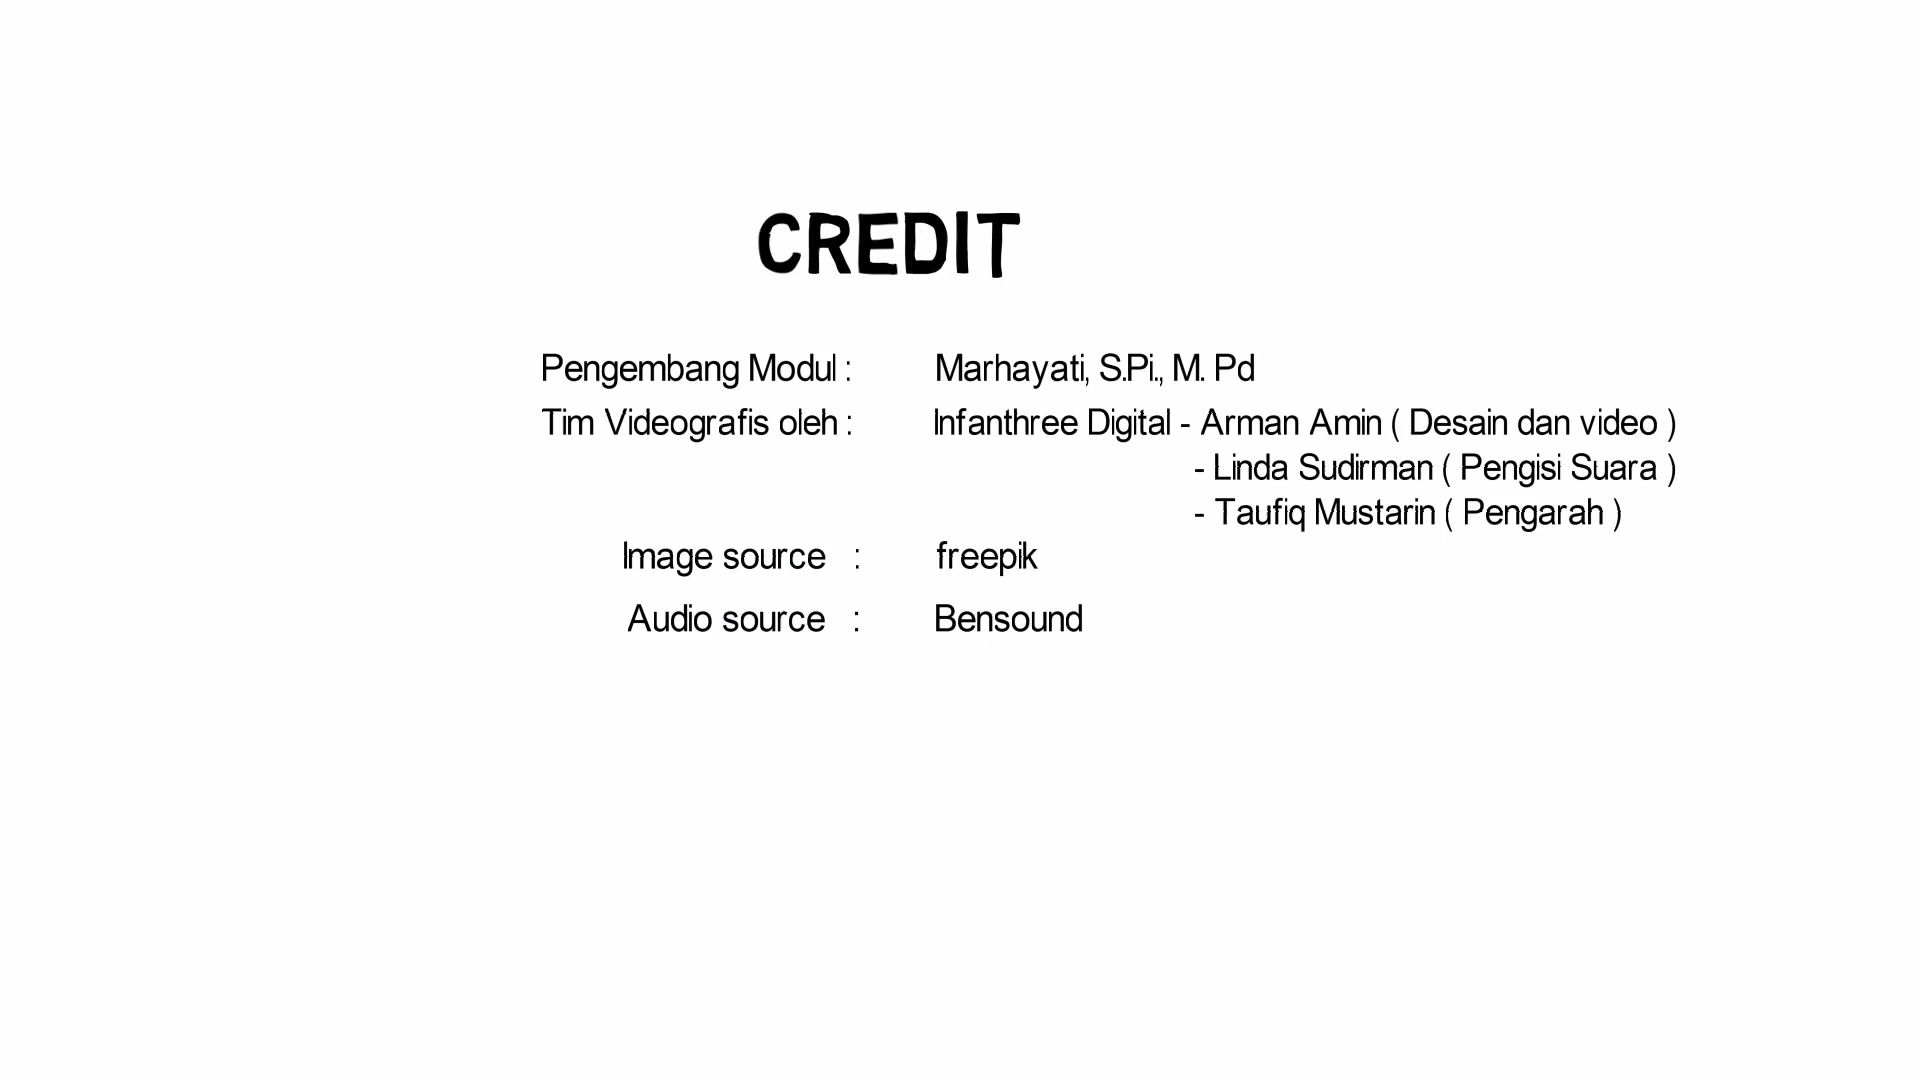 CREDIT
Pengembang Modul : Marhayati, S.Pi., M. Pd
Tim Videografis oleh : Infanthree Digital - Arman Amin ( Desain dan video )
- Linda Sudirman ( Pengisi Suara )
- Taufiq Mustarin ( Pengarah )
Image source : freepik
Audio source : Bensound